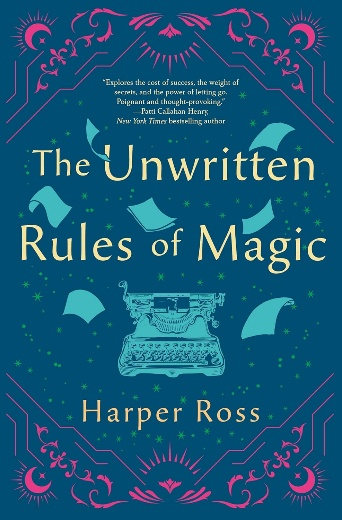 “Explores the cost of success, the weight of
secrets, and the power of letting go.
Poignant and thought-provoking.”
—Patti Callahan Henry,
New York Times bestselling author
The Unwritten
Rules of Magic
Harper Ross